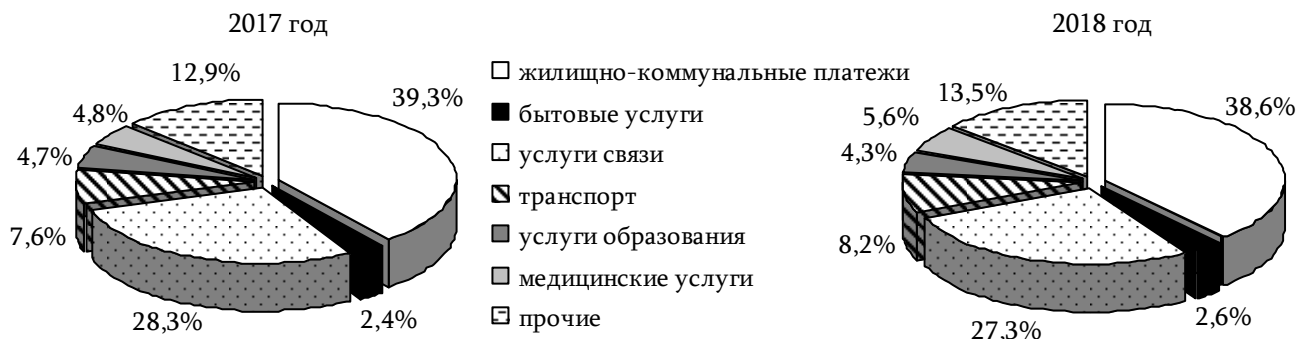 2017 год
12,9%
39,3%
4,8%
4,7%
7,6%
28,3%
2,4%
жилищно-коммунальные платежи
бытовые услуги
услуги связи
транспорт
услуги образования
медицинские услуги
прочие
2018 год
13,5%
38,6%
5,6%
4,3%
8,2%
27,3%
2,6%